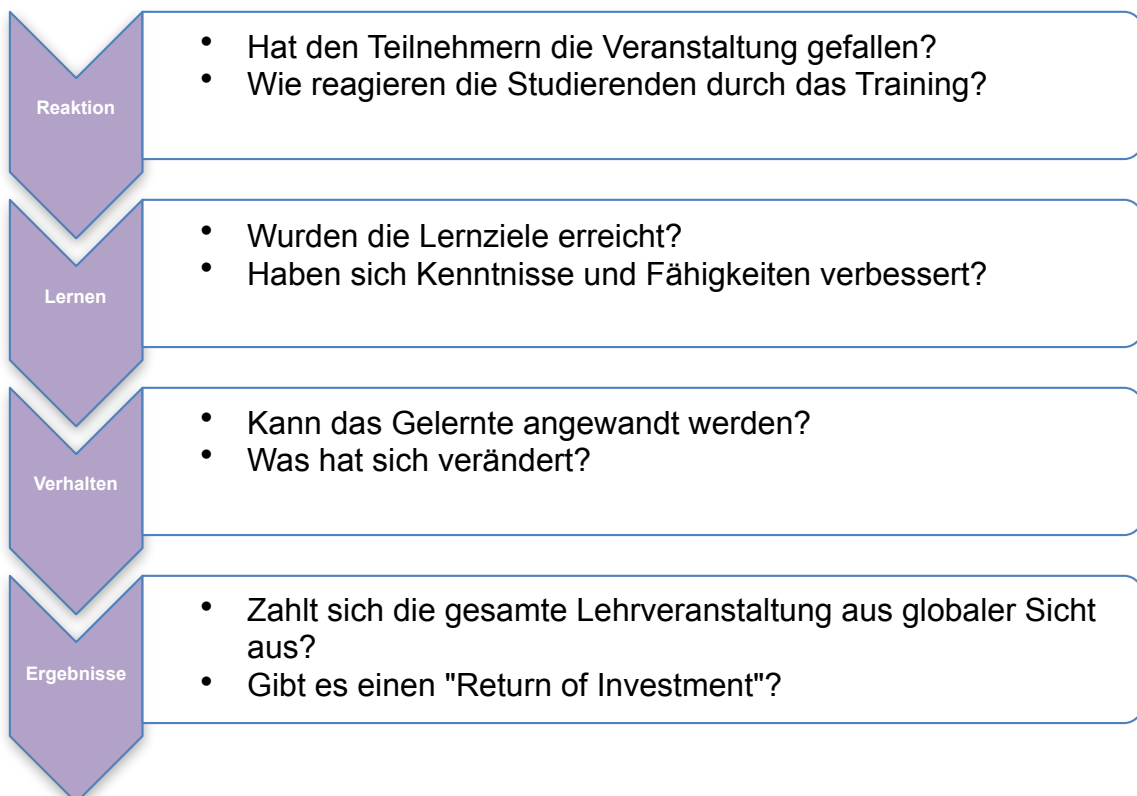 Reaktion
• Hat den Teilnehmern die Veranstaltung gefallen?
• Wie reagieren die Studierenden durch das Training?
Lernen
• Wurden die Lernziele erreicht?
• Haben sich Kenntnisse und Fähigkeiten verbessert?
Verhalten
• Kann das Gelernte angewandt werden?
• Was hat sich verändert?
Ergebnisse
• Zahlt sich die gesamte Lehrveranstaltung aus globaler Sicht
aus?
• Gibt es einen "Return of Investment"?